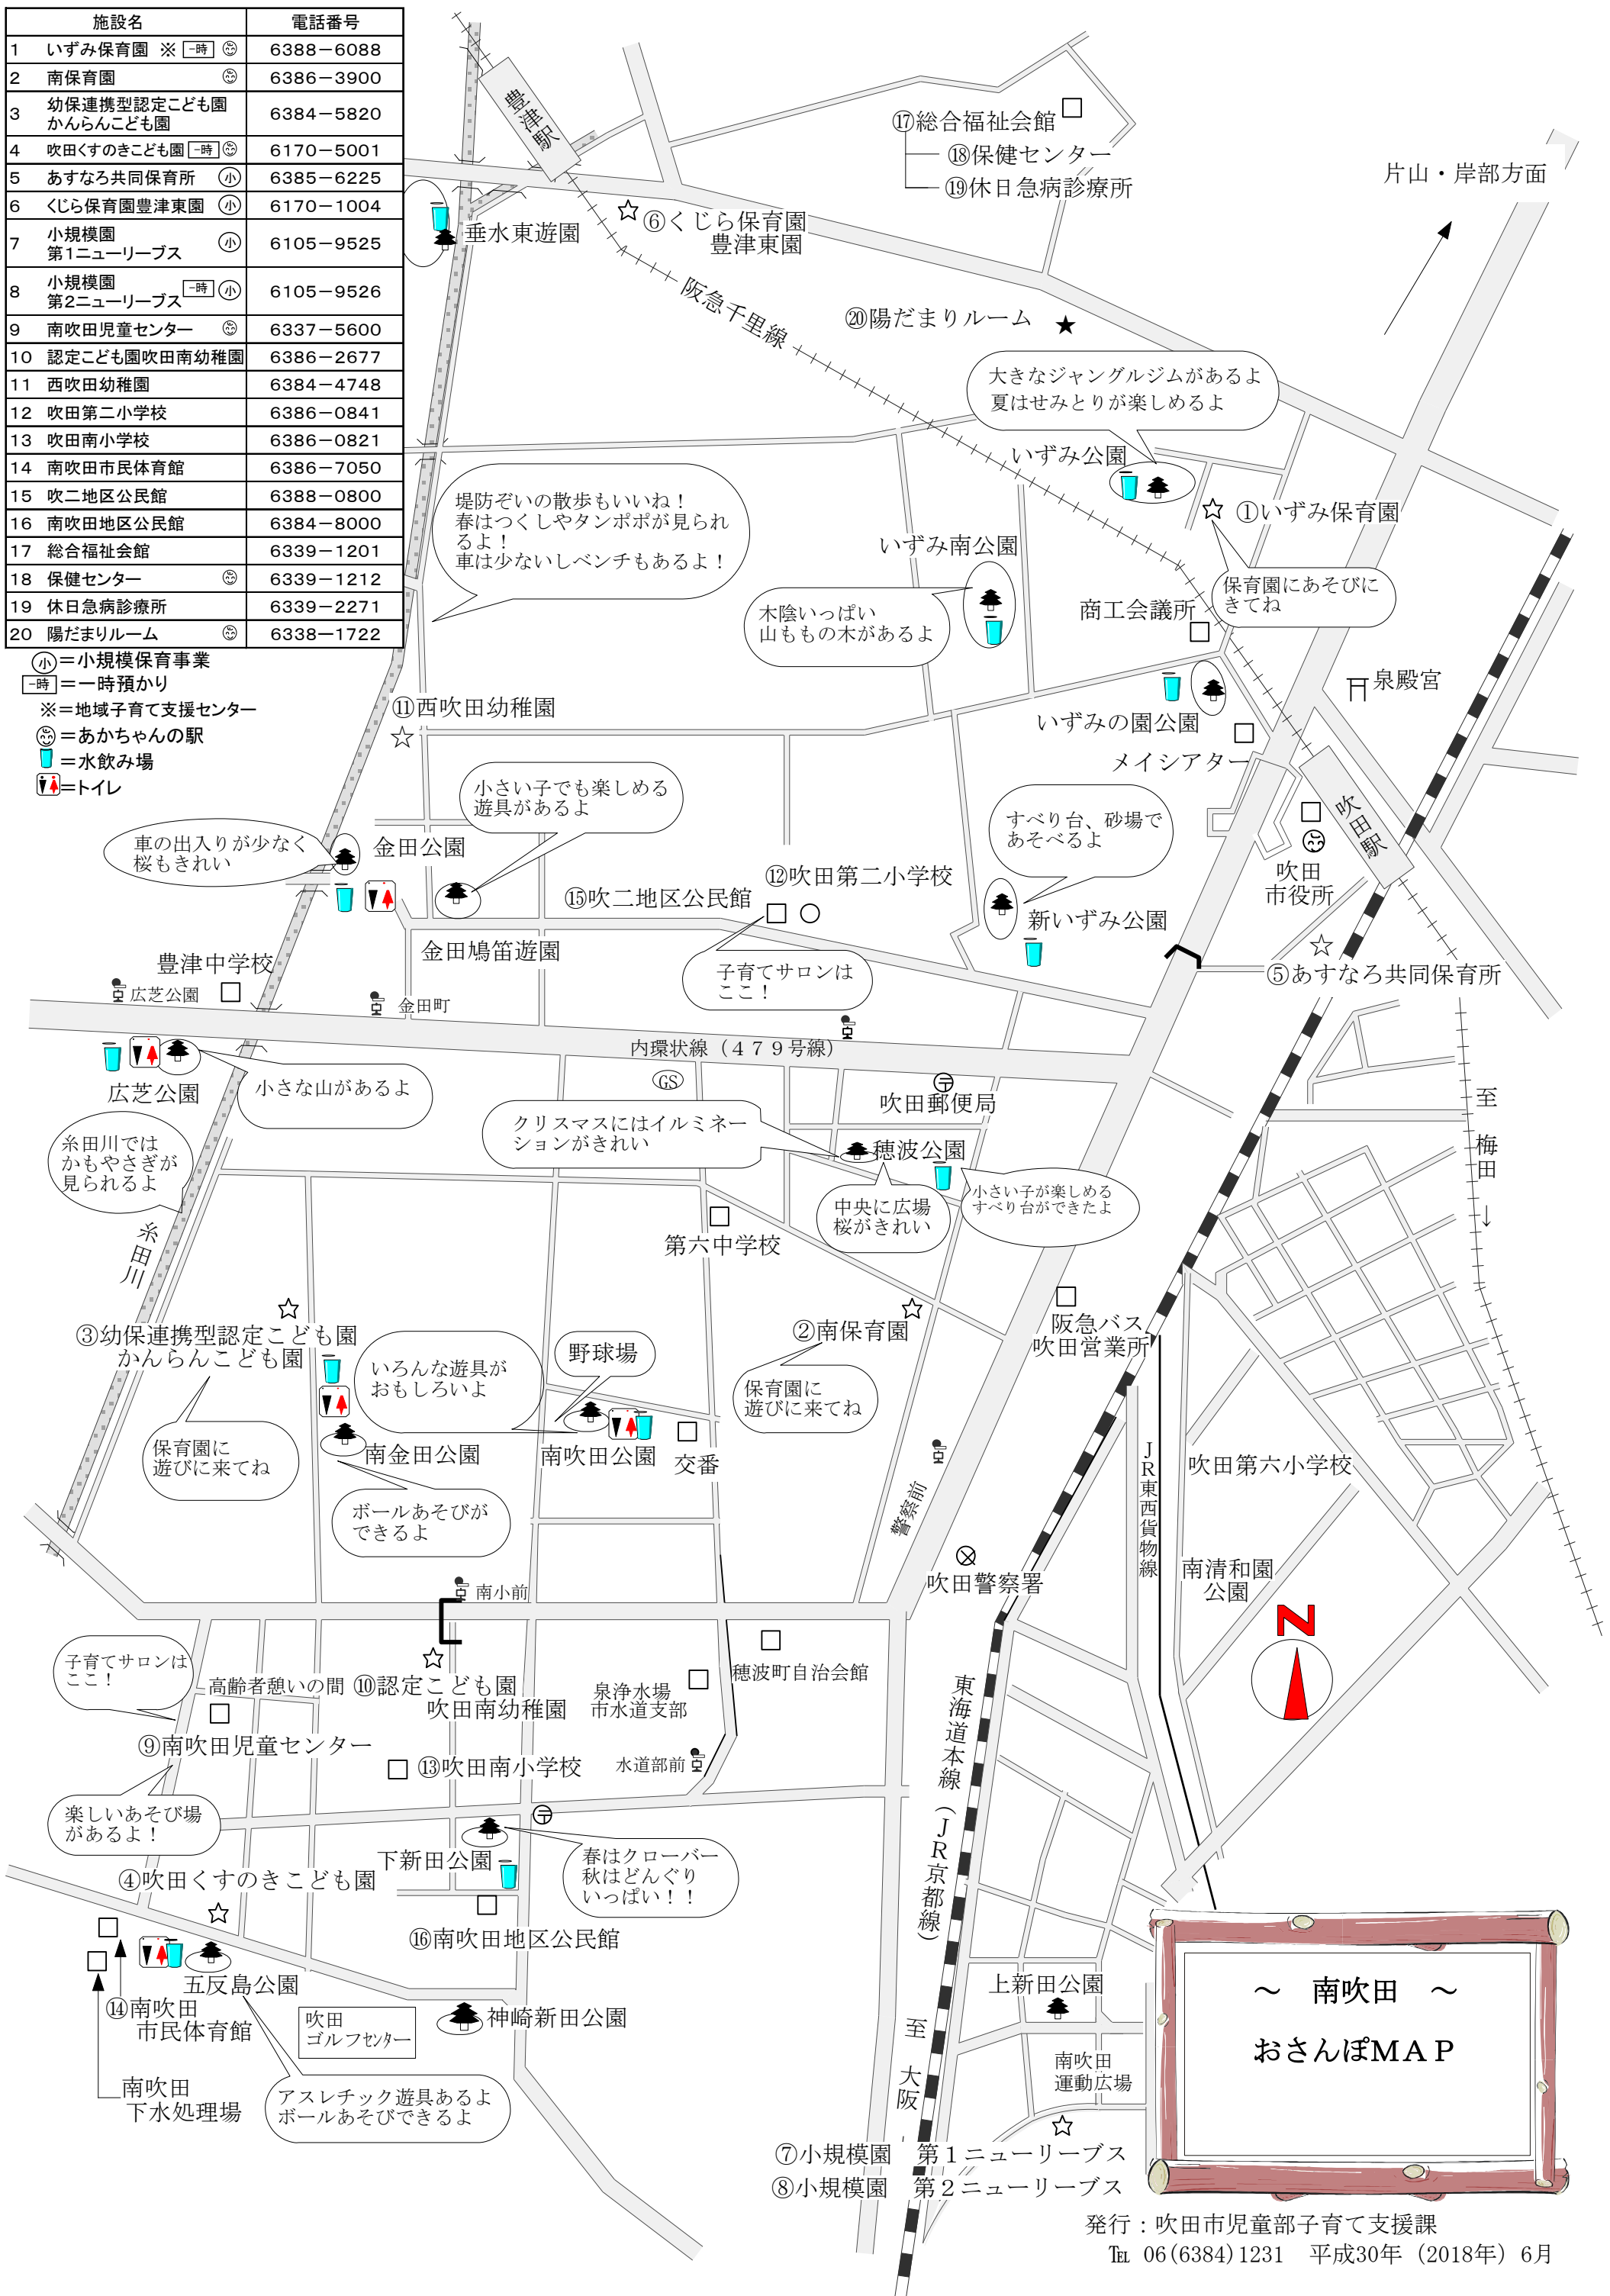 施設名 電話番号
1 いずみ保育園 ※ 一時 6388－6088
2 南保育園 6386－3900
3 幼保連携型認定こども園
かんらんこども園 6384－5820
4 吹田くすのきこども園 一時 6170－5001
5 あすなろ共同保育所 小 6385－6225
6 くじら保育園豊津東園 小 6170－1004
7 小規模園
第1ニューリーブス 小 6105－9525
8 小規模園
第2ニューリーブス 一時 小 6105－9526
9 南吹田児童センター 6337－5600
10 認定こども園吹田南幼稚園 6386－2677
11 西吹田幼稚園 6384－4748
12 吹田第二小学校 6386－0841
13 吹田南小学校 6386－0821
14 南吹田市民体育館 6386－7050
15 吹二地区公民館 6388－0800
16 南吹田地区公民館 6384－8000
17 総合福祉会館 6339－1201
18 保健センター 6339－1212
19 休日急病診療所 6339－2271
20 陽だまりルーム 6338－1722
小＝小規模保育事業
一時＝一時預かり
※＝地域子育て支援センター
＝あかちゃんの駅
＝水飲み場
＝トイレ
豊津駅
⑰総合福祉会館
⑱保健センター
⑲休日急病診療所
片山・岸部方面
垂水東遊園
⑥くじら保育園
豊津東園
阪急千里線
⑳陽だまりルーム
大きなジャングルジムがあるよ
夏はせみとりが楽しめるよ
いずみ公園
①いずみ保育園
堤防ぞいの散歩もいいね！
春はつくしやタンポポが見られ
るよ！
車は少ないしベンチもあるよ！
いずみ南公園
保育園にあそびに
きてね
木陰いっぱい
山ももの木があるよ
商工会議所
泉殿宮
⑪西吹田幼稚園
いずみの園公園
メイシアター
小さい子でも楽しめる
遊具があるよ
すべり台、砂場で
あそべるよ
吹田駅
車の出入りが少なく
桜もきれい
金田公園
吹田
市役所
⑫吹田第二小学校
⑮吹二地区公民館
新いずみ公園
金田鳩笛遊園
子育てサロンは
ここ！
⑤あすなろ共同保育所
豊津中学校
広芝公園
金田町
内環状線（４７９号線）
GS
広芝公園
小さな山があるよ
吹田郵便局
至
梅田
↓
クリスマスにはイルミネー
ションがきれい
穂波公園
糸田川では
かもやさぎが
見られるよ
中央に広場
桜がきれい
小さい子が楽しめる
すべり台ができたよ
糸田川
第六中学校
③幼保連携型認定こども園
かんらんこども園
②南保育園
阪急バス
吹田営業所
いろんな遊具が
おもしろいよ
野球場
保育園に
遊びに来てね
保育園に
遊びに来てね
南金田公園
南吹田公園
交番
ＪＲ東西貨物線
吹田第六小学校
ボールあそびが
できるよ
警察前
吹田警察署
南清和園
公園
南小前
N
子育てサロンは
ここ！
高齢者憩いの間
⑩認定こども園
吹田南幼稚園
泉浄水場
市水道支部
穂波町自治会館
⑨南吹田児童センター
⑬吹田南小学校
水道部前
東海道本線（ＪＲ京都線）
楽しいあそび場
があるよ！
下新田公園
春はクローバー
秋はどんぐり
いっぱい！！
④吹田くすのきこども園
⑯南吹田地区公民館
五反島公園
⑭南吹田
市民体育館
吹田
ゴルフセンター
神崎新田公園
上新田公園
至
大阪
南吹田
運動広場
南吹田
下水処理場
アスレチック遊具あるよ
ボールあそびできるよ
⑦小規模園　第１ニューリーブス
⑧小規模園　第２ニューリーブス
～　南吹田　～
おさんぽＭＡＰ
発行：吹田市児童部子育て支援課
℡ 06(6384)1231　平成30年（2018年）6月